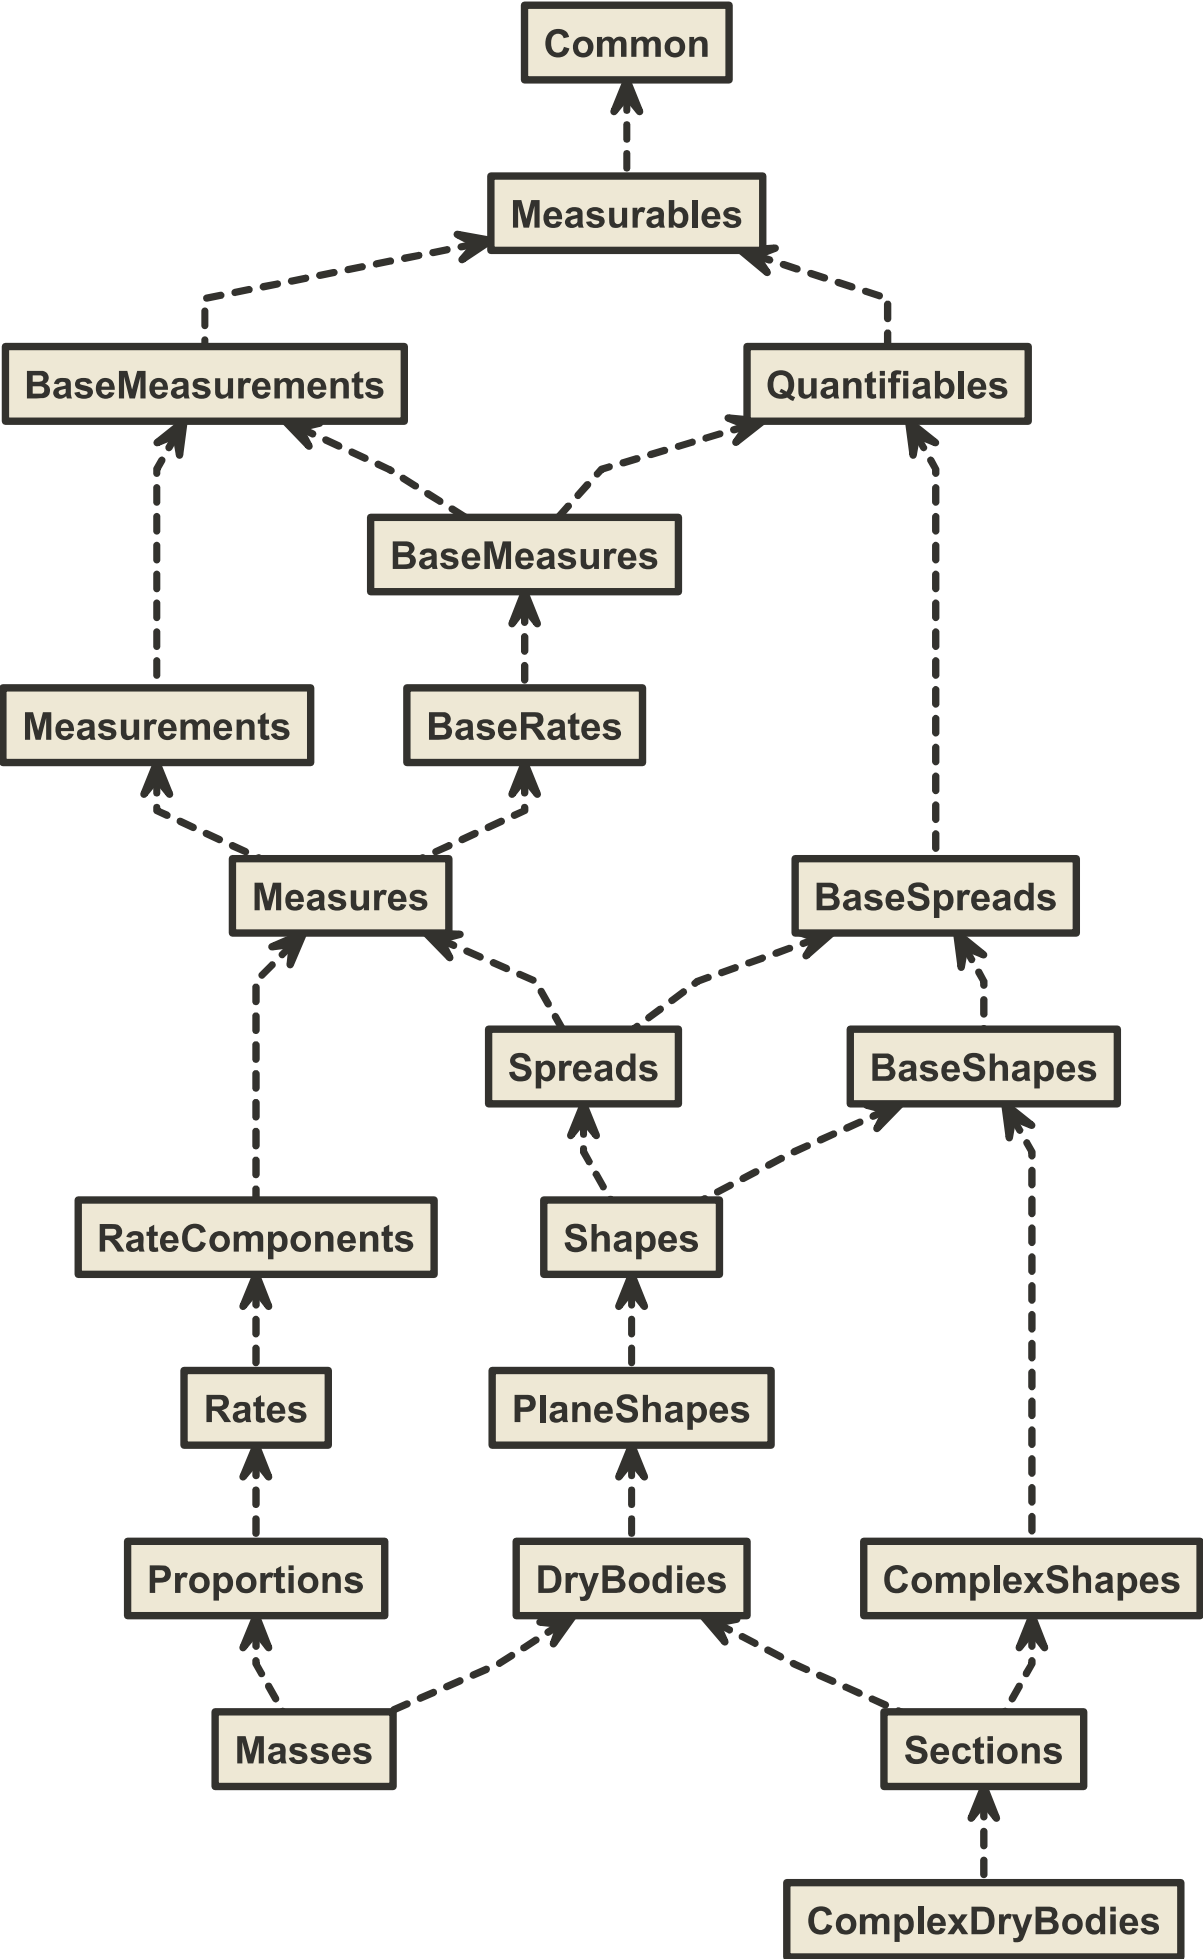 Common
Measurables
BaseMeasurements
Quantifiables
BaseMeasures
Measurements
BaseRates
Measures
BaseSpreads
Spreads
BaseShapes
RateComponents
Shapes
Rates
PlaneShapes
Proportions
DryBodies
ComplexShapes
Masses
Sections
ComplexDryBodies